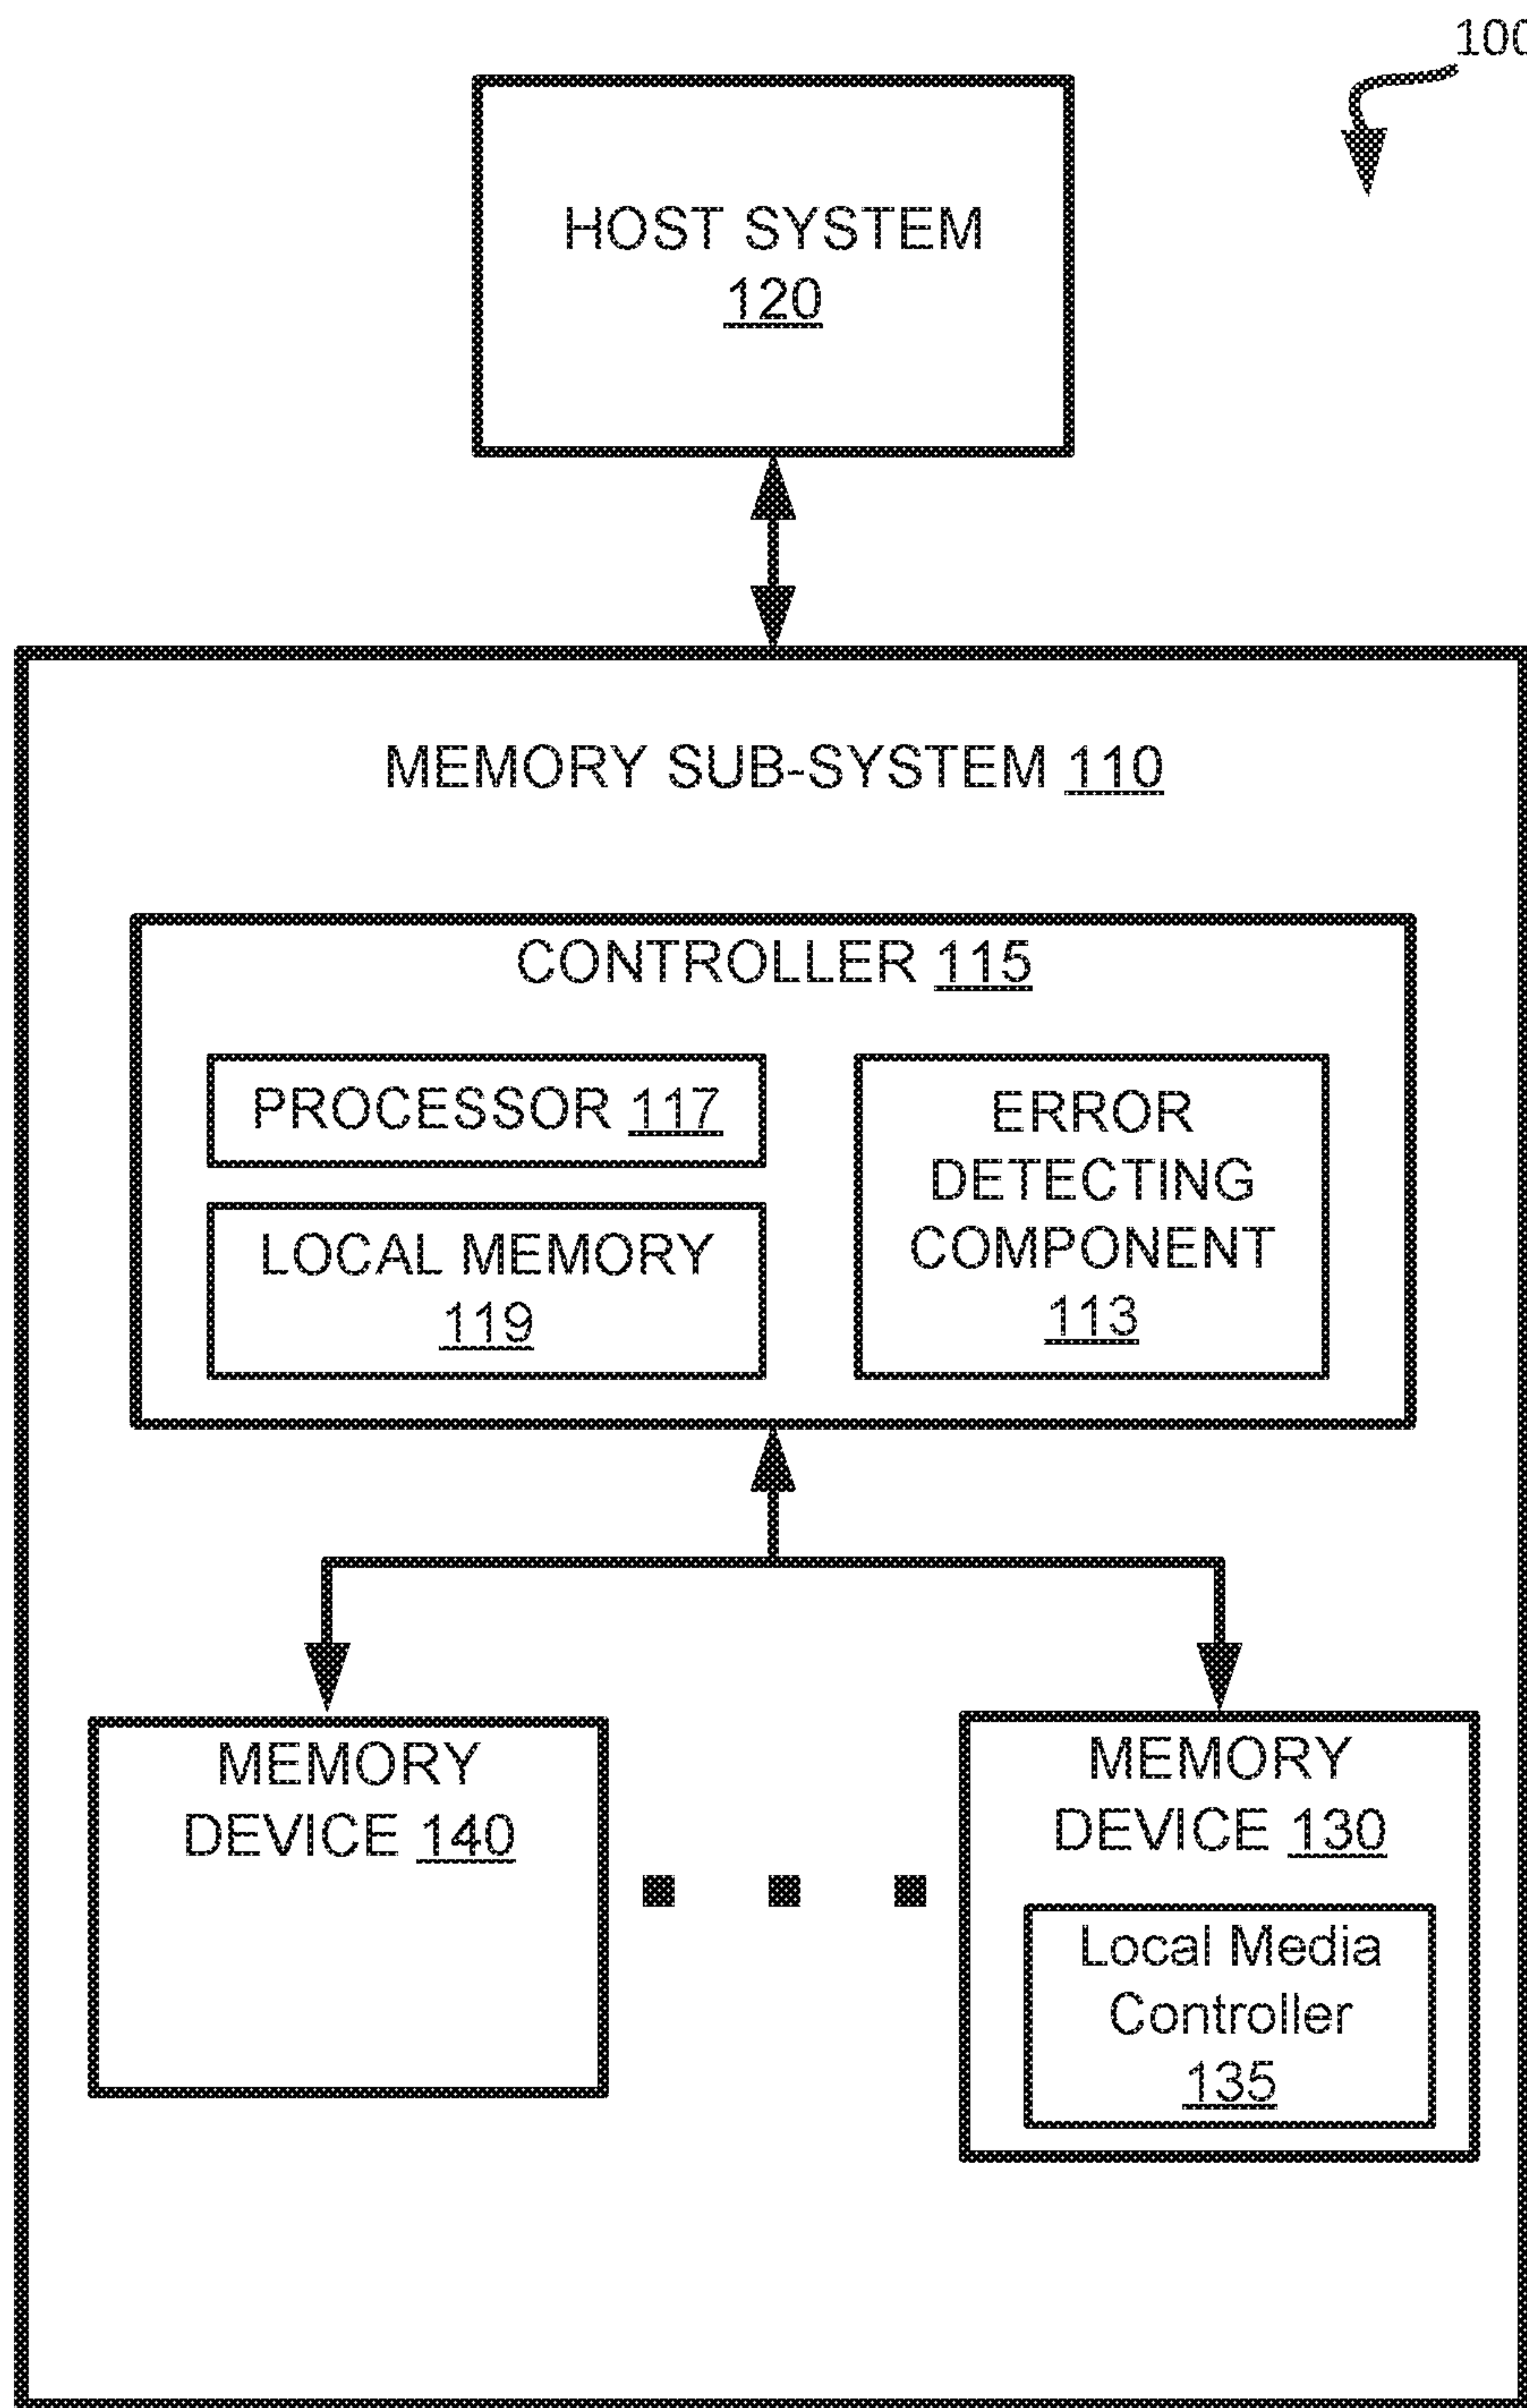 100
HOST SYSTEM
120
MEMORY SUB-SYSTEM 110
CONTROLLER 115
PROCESSOR 117
LOCAL MEMORY
119
ERROR
DETECTING
COMPONENT
113
MEMORY
DEVICE 140
MEMORY
DEVICE 130
Local Media
Controller
135